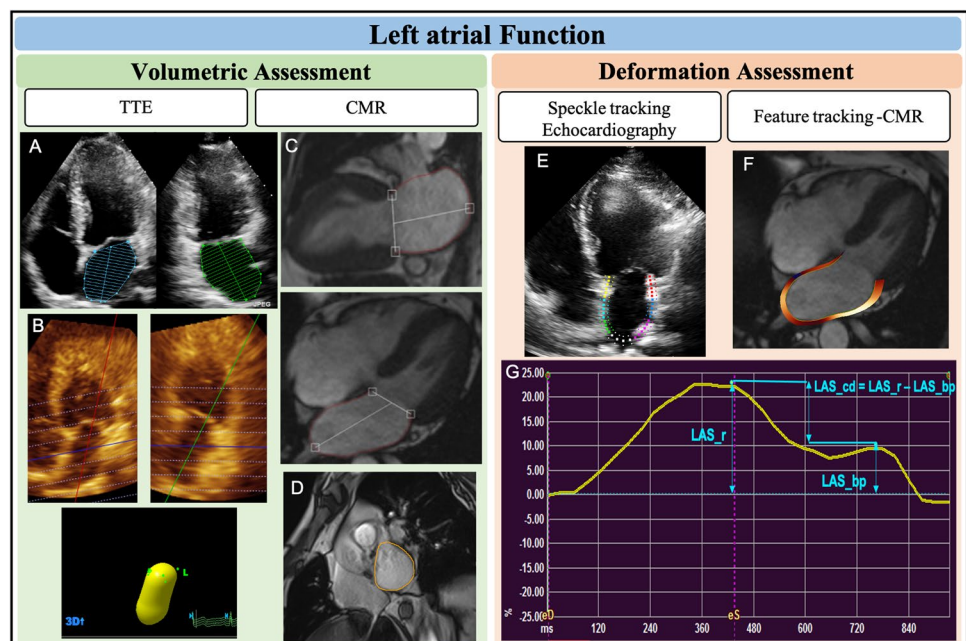 Left atrial Function
Volumetric Assessment
TTE
CMR
A
JPEG
B
3D↑
L
C
D
Deformation Assessment
Speckle tracking
Echocardiography
Feature tracking -CMR
E
F
G
25.00
20.00
15.00
10.00
5.00
0.00
-5.00
-10.00
-15.00
-20.00
-25.00
%
eD
eS
ms
120
240
360
480
600
720
840
LAS_r
LAS_cd = LAS_r – LAS_bp
LAS_bp